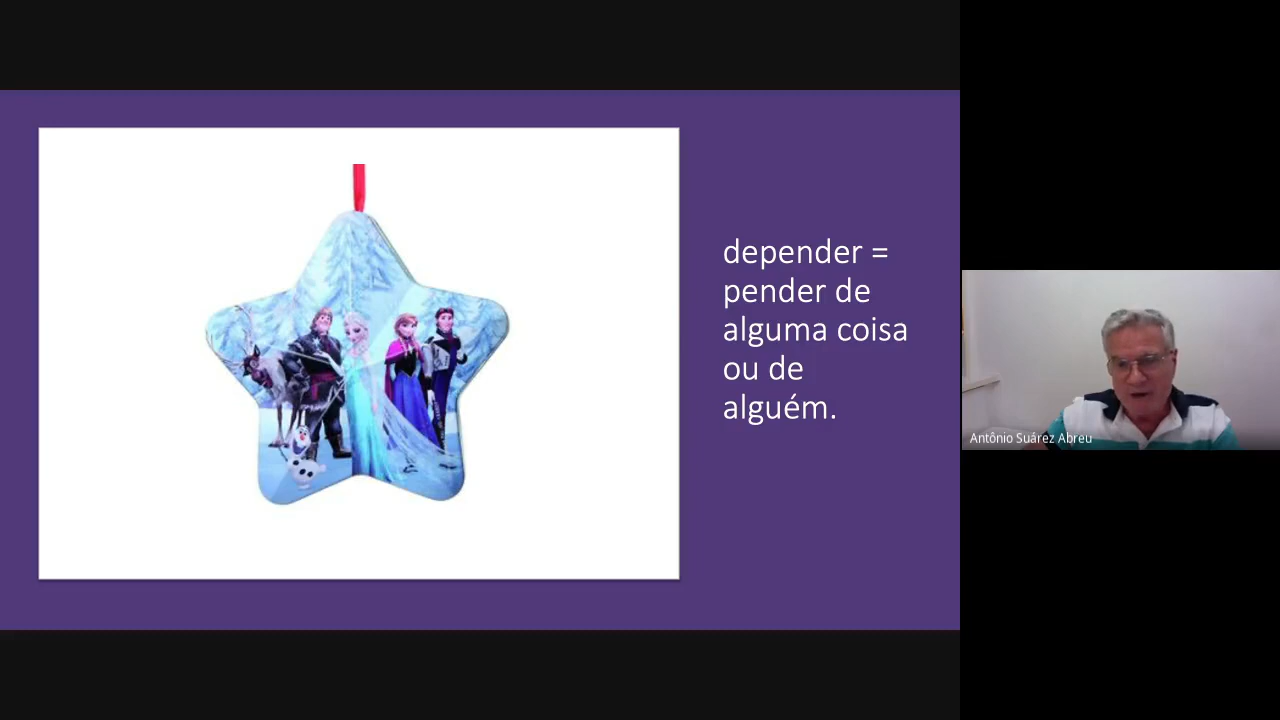 depender =
pender de
alguma coisa
ou de
alguém.
Antônio Suárez Abreu